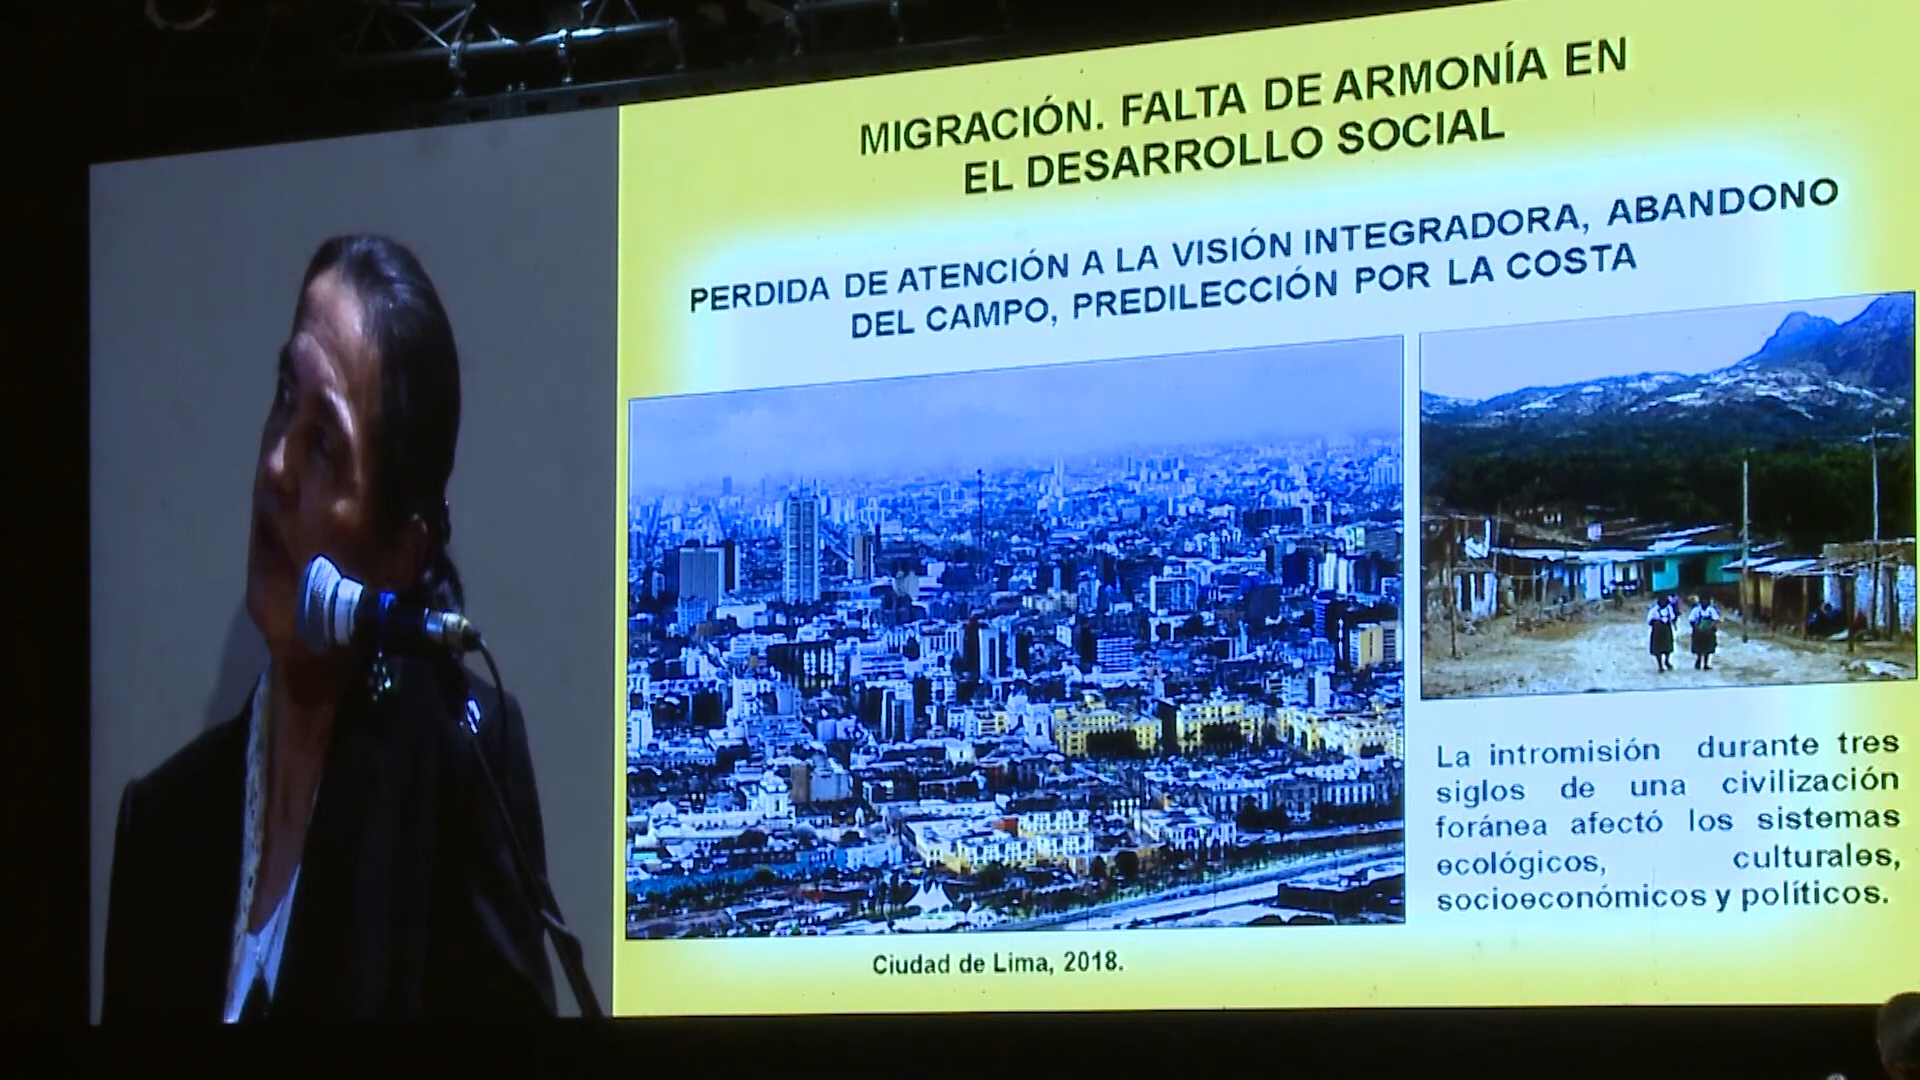 MIGRACIÓN. FALTA DE ARMONÍA EN
EL DESARROLLO SOCIAL
PERDIDA DE ATENCIÓN A LA VISIÓN INTEGRADORA, ABANDONO
DEL CAMPO, PREDILECCIÓN POR LA COSTA
La intromisión durante tres
siglos de una civilización
foránea afectó los sistemas
ecológicos, culturales,
socioeconómicos y políticos.
Ciudad de Lima, 2018.